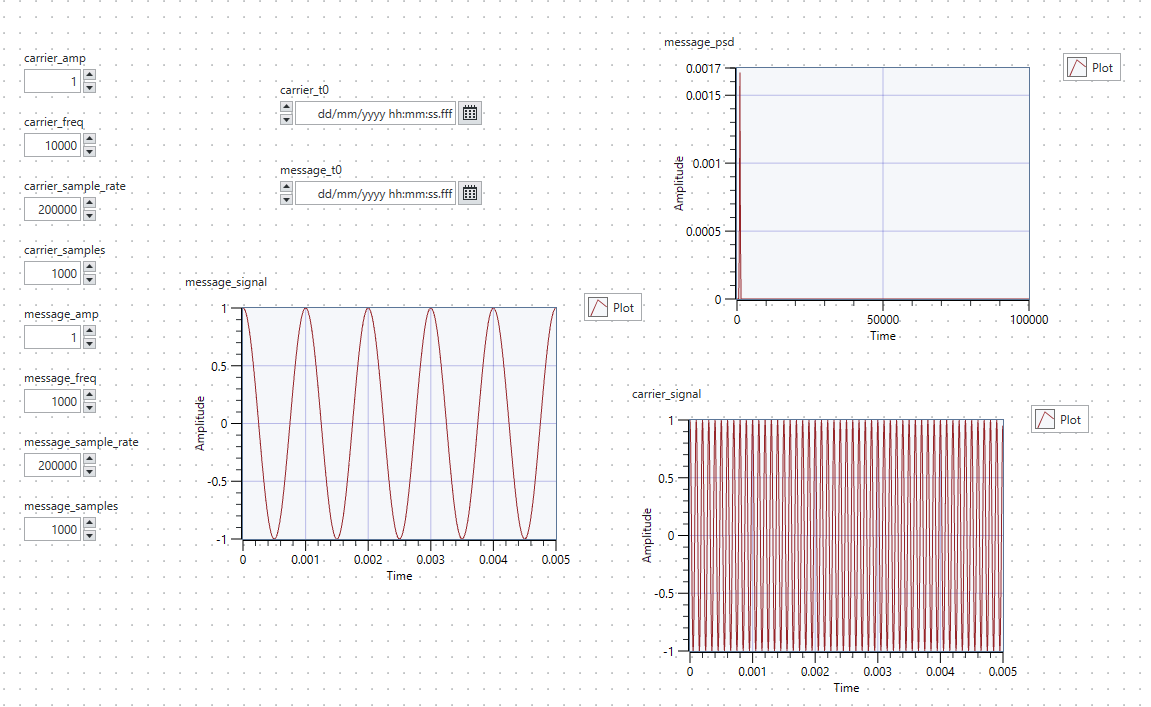 carrier_amp
1
carrier_freq
10000
carrier_sample_rate
200000
carrier_samples
1000
message_amp
1
message_freq
1000
message_sample_rate
200000
message_samples
1000
carrier_t0
dd/mm/yyyy hh:mm:ss.fff
message_t0
dd/mm/yyyy hh:mm:ss.fff
message_signal
Plot
Amplitude
1
0.5
0
-0.5
-1
0 0.001 0.002 0.003 0.004 0.005
Time
message_psd
Plot
Amplitude
0.0017
0.0015
0.001
0.0005
0
0 50000 100000
Time
carrier_signal
Plot
Amplitude
1
0.5
0
-0.5
-1
0 0.001 0.002 0.003 0.004 0.005
Time